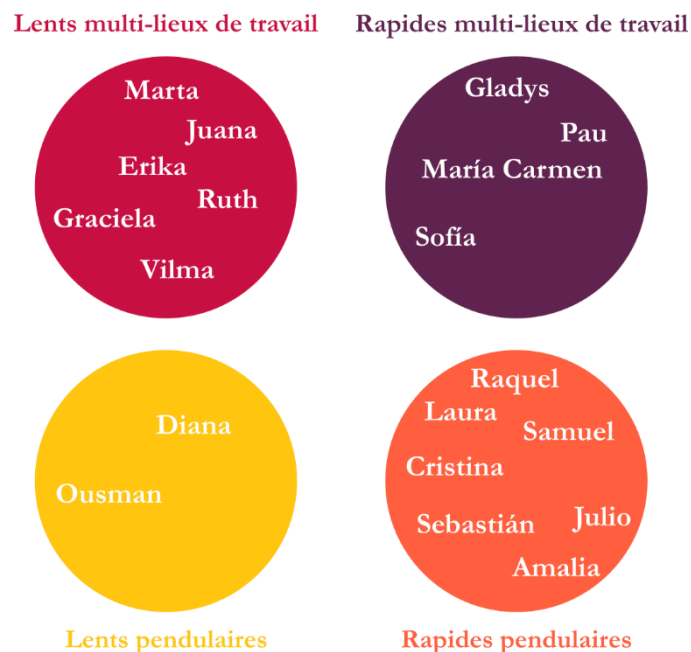 Lents multi-lieux de travail
Marta
Juana
Erika
Ruth
Graciela
Vilma
Rapides multi-lieux de travail
Gladys
Pau
María Carmen
Sofía
Diana
Ousman
Lents pendulaires
Raquel
Laura
Samuel
Cristina
Sebastián
Julio
Amalia
Rapides pendulaires